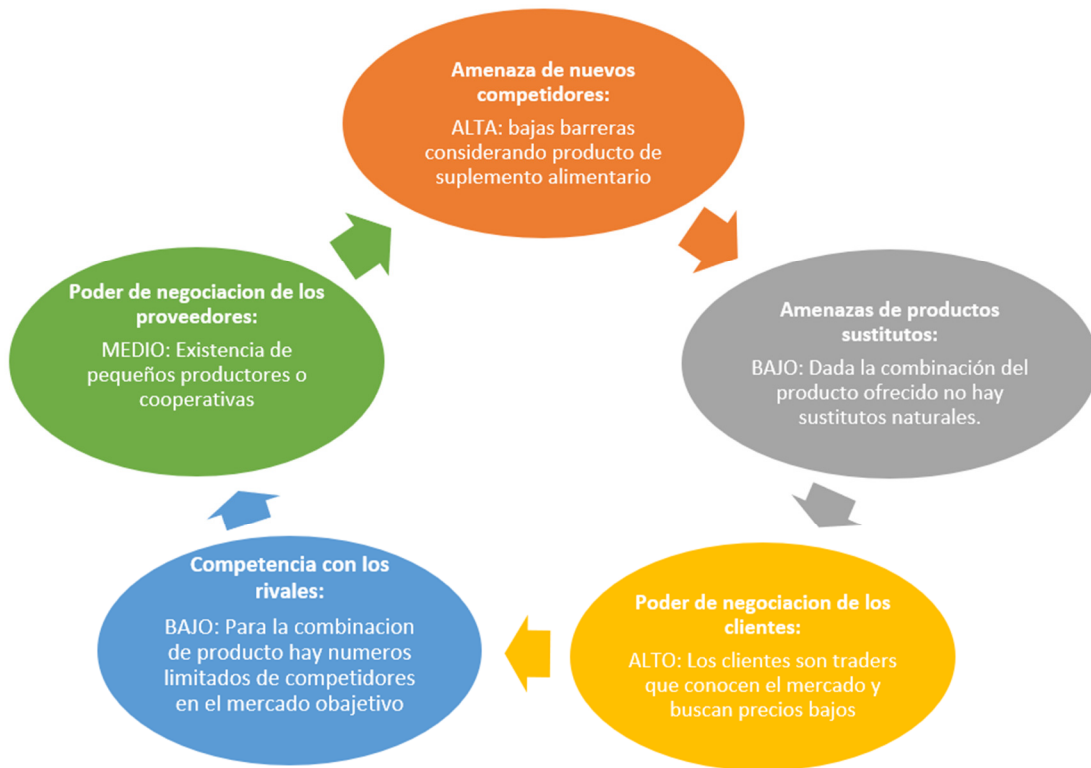 Amenaza de nuevos
competidores:
ALTA: bajas barreras
considerando producto de
suplemento alimentario
Amenazas de productos
sustitutos:
BAJO: Dada la combinación del
producto ofrecido no hay
sustitutos naturales.
Poder de negociacion de los
clientes:
ALTO: Los clientes son traders
que conocen el mercado y
buscan precios bajos
Competencia con los
rivales:
BAJO: Para la combinacion
de producto hay numeros
limitados de competidores
en el mercado obajetivo
Poder de negociacion de los
proveedores:
MEDIO: Existencia de
pequeños productores o
cooperativas